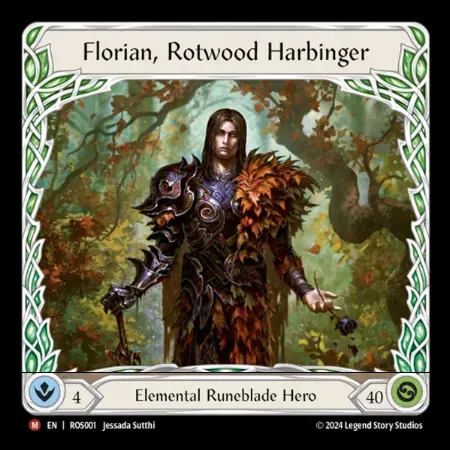 Florian, Rotwood Harbinger
4
Elemental Runeblade Hero
40
M EN | ROS001 Jessada Sutthi
© 2024 Legend Story Studios